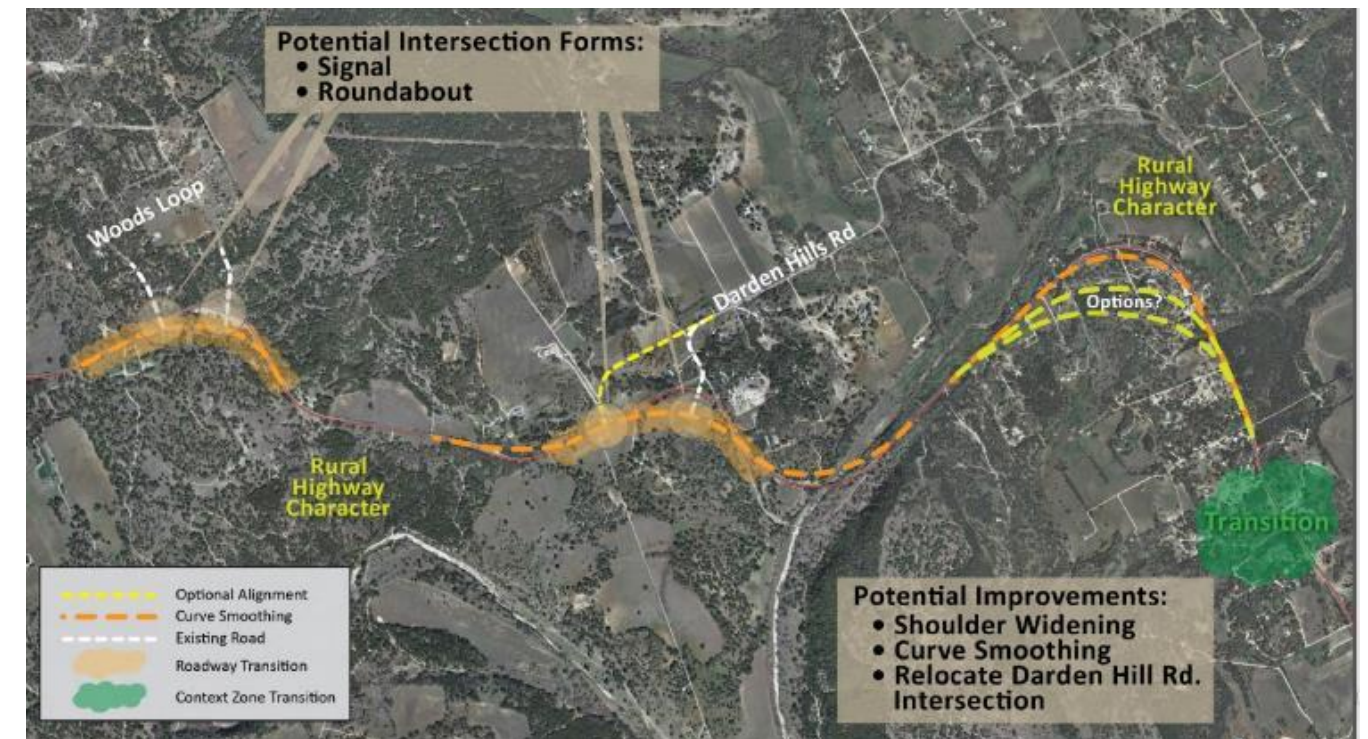 Potential Intersection Forms:
• Signal
• Roundabout
Woods Loop
Darden Hills Rd
Rural
Highway
Character
Options?
Rural
Highway
Character
Transition
Optional Alignment
Curve Smoothing
Existing Road
Roadway Transition
Context Zone Transition
Potential Improvements:
• Shoulder Widening
• Curve Smoothing
• Relocate Darden Hill Rd.
Intersection